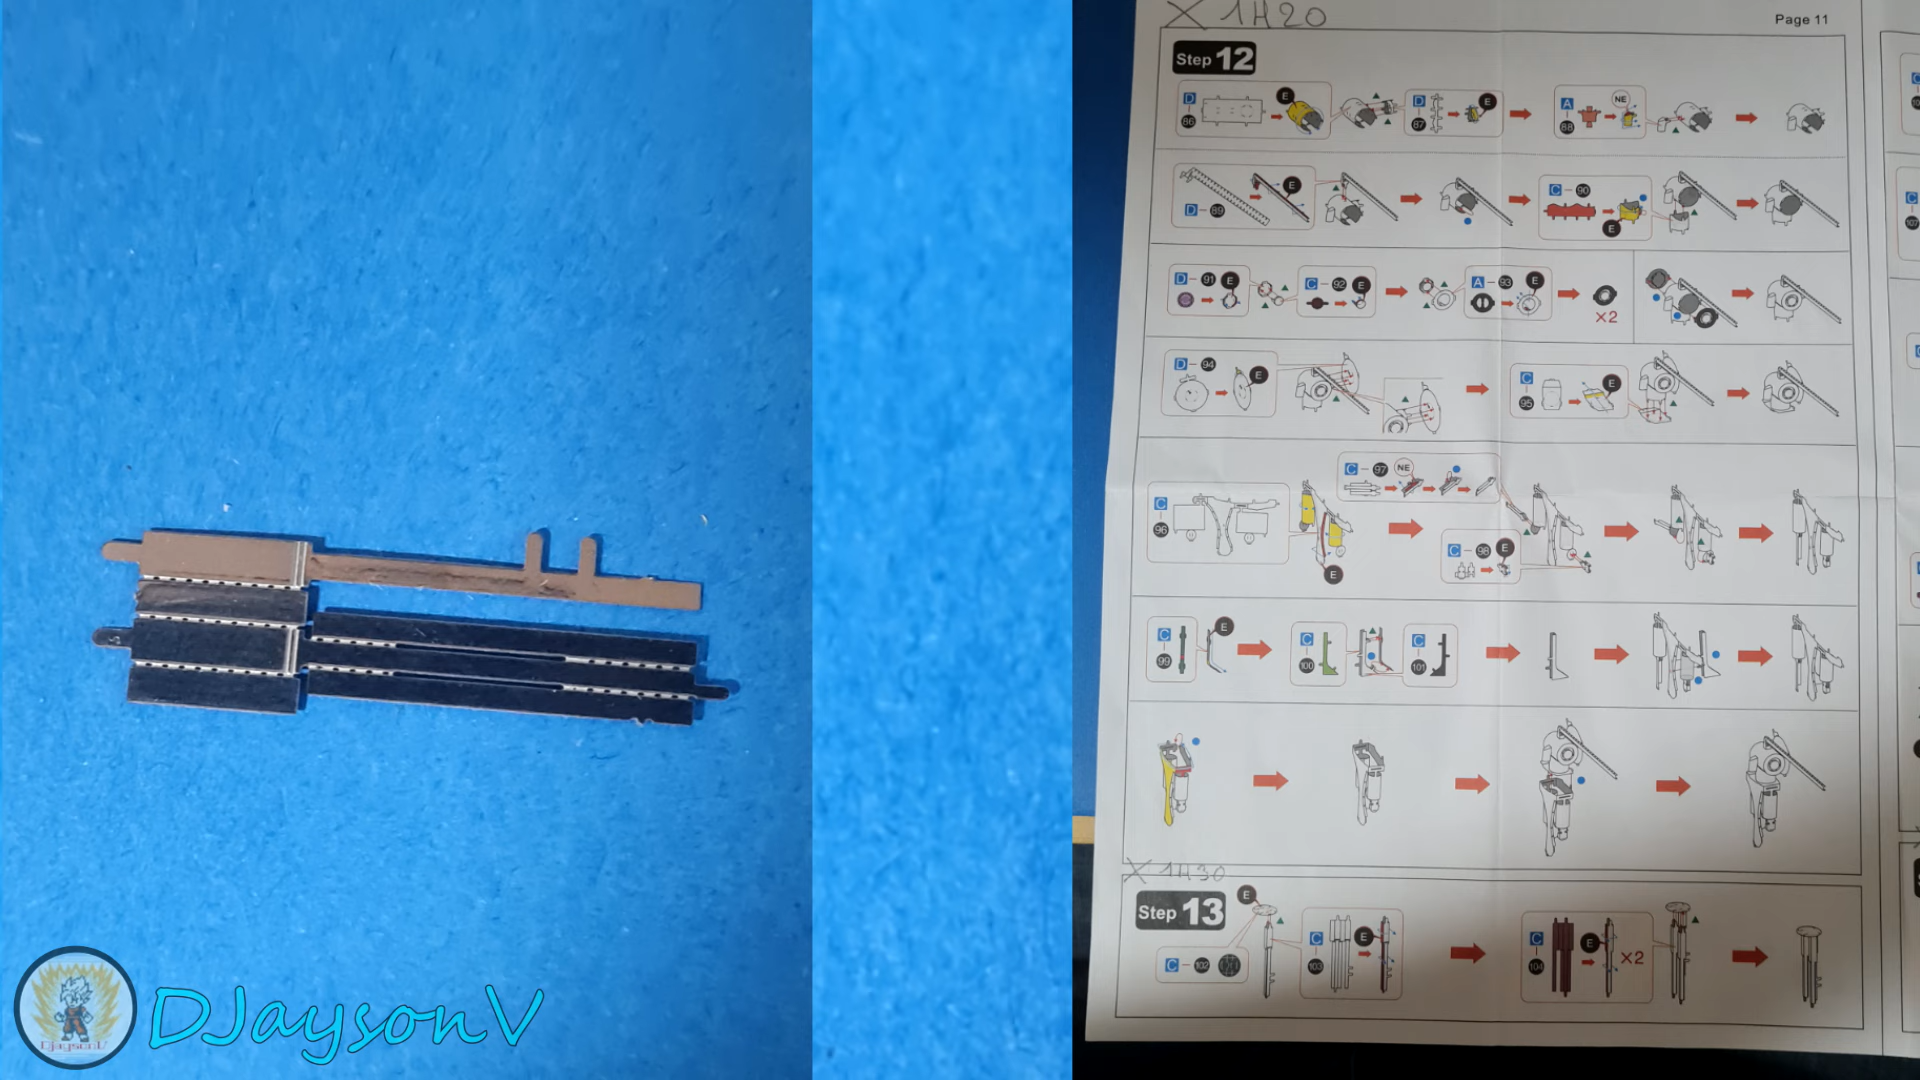 X 1H20
Page 11
Step 12
D 86 E
D 87 E
A 88 NE
D-89 E
C-90 E
D-91 E
C-92 E
A-93 E
X2
D-94 E
C 95 E
C-97 NE
C 96 E
C-98 E
C 99 E
C 100
C 101
X 1H30
Step 13
E
C-102
C 103 E
C 104 E X2
DJaysonV
DjaysonV